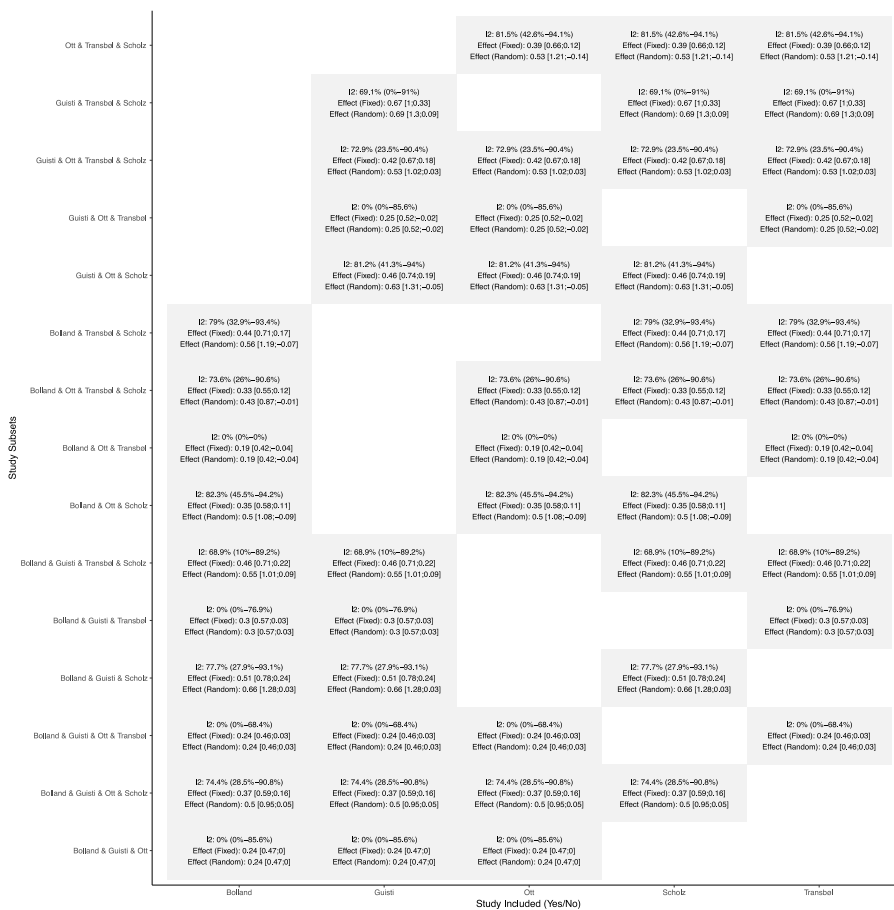 I2: 81.5% (42.6%−94.1%) I2: 81.5% (42.6%−94.1%) I2: 81.5% (42.6%−94.1%)
Ott & Transbøl & Scholz Effect (Fixed): 0.39 [0.66;0.12] Effect (Fixed): 0.39 [0.66;0.12] Effect (Fixed): 0.39 [0.66;0.12]
Effect (Random): 0.53 [1.21;−0.14] Effect (Random): 0.53 [1.21;−0.14] Effect (Random): 0.53 [1.21;−0.14]
I2: 69.1% (0%−91%) I2: 69.1% (0%−91%) I2: 69.1% (0%−91%)
Guisti & Transbøl & Scholz Effect (Fixed): 0.67 [1;0.33] Effect (Fixed): 0.67 [1;0.33] Effect (Fixed): 0.67 [1;0.33]
Effect (Random): 0.69 [1.3;0.09] Effect (Random): 0.69 [1.3;0.09] Effect (Random): 0.69 [1.3;0.09]
I2: 72.9% (23.5%−90.4%) I2: 72.9% (23.5%−90.4%) I2: 72.9% (23.5%−90.4%) I2: 72.9% (23.5%−90.4%)
Guisti & Ott & Transbøl & Scholz Effect (Fixed): 0.42 [0.67;0.18] Effect (Fixed): 0.42 [0.67;0.18] Effect (Fixed): 0.42 [0.67;0.18] Effect (Fixed): 0.42 [0.67;0.18]
Effect (Random): 0.53 [1.02;0.03] Effect (Random): 0.53 [1.02;0.03] Effect (Random): 0.53 [1.02;0.03] Effect (Random): 0.53 [1.02;0.03]
I2: 0% (0%−85.6%) I2: 0% (0%−85.6%) I2: 0% (0%−85.6%)
Guisti & Ott & Transbøl Effect (Fixed): 0.25 [0.52;−0.02] Effect (Fixed): 0.25 [0.52;−0.02] Effect (Fixed): 0.25 [0.52;−0.02]
Effect (Random): 0.25 [0.52;−0.02] Effect (Random): 0.25 [0.52;−0.02] Effect (Random): 0.25 [0.52;−0.02]
I2: 81.2% (41.3%−94%) I2: 81.2% (41.3%−94%) I2: 81.2% (41.3%−94%)
Guisti & Ott & Scholz Effect (Fixed): 0.46 [0.74;0.19] Effect (Fixed): 0.46 [0.74;0.19] Effect (Fixed): 0.46 [0.74;0.19]
Effect (Random): 0.63 [1.31;−0.05] Effect (Random): 0.63 [1.31;−0.05] Effect (Random): 0.63 [1.31;−0.05]
I2: 79% (32.9%−93.4%) I2: 79% (32.9%−93.4%) I2: 79% (32.9%−93.4%)
Bolland & Transbøl & Scholz Effect (Fixed): 0.44 [0.71;0.17] Effect (Fixed): 0.44 [0.71;0.17] Effect (Fixed): 0.44 [0.71;0.17]
Effect (Random): 0.56 [1.19;−0.07] Effect (Random): 0.56 [1.19;−0.07] Effect (Random): 0.56 [1.19;−0.07]
I2: 73.6% (26%−90.6%) I2: 73.6% (26%−90.6%) I2: 73.6% (26%−90.6%) I2: 73.6% (26%−90.6%)
Bolland & Ott & Transbøl & Scholz Effect (Fixed): 0.33 [0.55;0.12] Effect (Fixed): 0.33 [0.55;0.12] Effect (Fixed): 0.33 [0.55;0.12] Effect (Fixed): 0.33 [0.55;0.12]
Effect (Random): 0.43 [0.87;−0.01] Effect (Random): 0.43 [0.87;−0.01] Effect (Random): 0.43 [0.87;−0.01] Effect (Random): 0.43 [0.87;−0.01]
Study Subsets
I2: 0% (0%−0%) I2: 0% (0%−0%) I2: 0% (0%−0%)
Bolland & Ott & Transbøl Effect (Fixed): 0.19 [0.42;−0.04] Effect (Fixed): 0.19 [0.42;−0.04] Effect (Fixed): 0.19 [0.42;−0.04]
Effect (Random): 0.19 [0.42;−0.04] Effect (Random): 0.19 [0.42;−0.04] Effect (Random): 0.19 [0.42;−0.04]
I2: 82.3% (45.5%−94.2%) I2: 82.3% (45.5%−94.2%) I2: 82.3% (45.5%−94.2%)
Bolland & Ott & Scholz Effect (Fixed): 0.35 [0.58;0.11] Effect (Fixed): 0.35 [0.58;0.11] Effect (Fixed): 0.35 [0.58;0.11]
Effect (Random): 0.5 [1.08;−0.09] Effect (Random): 0.5 [1.08;−0.09] Effect (Random): 0.5 [1.08;−0.09]
I2: 68.9% (10%−89.2%) I2: 68.9% (10%−89.2%) I2: 68.9% (10%−89.2%) I2: 68.9% (10%−89.2%)
Bolland & Guisti & Transbøl & Scholz Effect (Fixed): 0.46 [0.71;0.22] Effect (Fixed): 0.46 [0.71;0.22] Effect (Fixed): 0.46 [0.71;0.22] Effect (Fixed): 0.46 [0.71;0.22]
Effect (Random): 0.55 [1.01;0.09] Effect (Random): 0.55 [1.01;0.09] Effect (Random): 0.55 [1.01;0.09] Effect (Random): 0.55 [1.01;0.09]
I2: 0% (0%−76.9%) I2: 0% (0%−76.9%) I2: 0% (0%−76.9%)
Bolland & Guisti & Transbøl Effect (Fixed): 0.3 [0.57;0.03] Effect (Fixed): 0.3 [0.57;0.03] Effect (Fixed): 0.3 [0.57;0.03]
Effect (Random): 0.3 [0.57;0.03] Effect (Random): 0.3 [0.57;0.03] Effect (Random): 0.3 [0.57;0.03]
I2: 77.7% (27.9%−93.1%) I2: 77.7% (27.9%−93.1%) I2: 77.7% (27.9%−93.1%)
Bolland & Guisti & Scholz Effect (Fixed): 0.51 [0.78;0.24] Effect (Fixed): 0.51 [0.78;0.24] Effect (Fixed): 0.51 [0.78;0.24]
Effect (Random): 0.66 [1.28;0.03] Effect (Random): 0.66 [1.28;0.03] Effect (Random): 0.66 [1.28;0.03]
I2: 0% (0%−68.4%) I2: 0% (0%−68.4%) I2: 0% (0%−68.4%) I2: 0% (0%−68.4%)
Bolland & Guisti & Ott & Transbøl Effect (Fixed): 0.24 [0.46;0.03] Effect (Fixed): 0.24 [0.46;0.03] Effect (Fixed): 0.24 [0.46;0.03] Effect (Fixed): 0.24 [0.46;0.03]
Effect (Random): 0.24 [0.46;0.03] Effect (Random): 0.24 [0.46;0.03] Effect (Random): 0.24 [0.46;0.03] Effect (Random): 0.24 [0.46;0.03]
I2: 74.4% (28.5%−90.8%) I2: 74.4% (28.5%−90.8%) I2: 74.4% (28.5%−90.8%) I2: 74.4% (28.5%−90.8%)
Bolland & Guisti & Ott & Scholz Effect (Fixed): 0.37 [0.59;0.16] Effect (Fixed): 0.37 [0.59;0.16] Effect (Fixed): 0.37 [0.59;0.16] Effect (Fixed): 0.37 [0.59;0.16]
Effect (Random): 0.5 [0.95;0.05] Effect (Random): 0.5 [0.95;0.05] Effect (Random): 0.5 [0.95;0.05] Effect (Random): 0.5 [0.95;0.05]
I2: 0% (0%−85.6%) I2: 0% (0%−85.6%) I2: 0% (0%−85.6%)
Bolland & Guisti & Ott Effect (Fixed): 0.24 [0.47;0] Effect (Fixed): 0.24 [0.47;0] Effect (Fixed): 0.24 [0.47;0]
Effect (Random): 0.24 [0.47;0] Effect (Random): 0.24 [0.47;0] Effect (Random): 0.24 [0.47;0]
Bolland Guisti Ott Scholz Transbøl
Study Included (Yes/No)